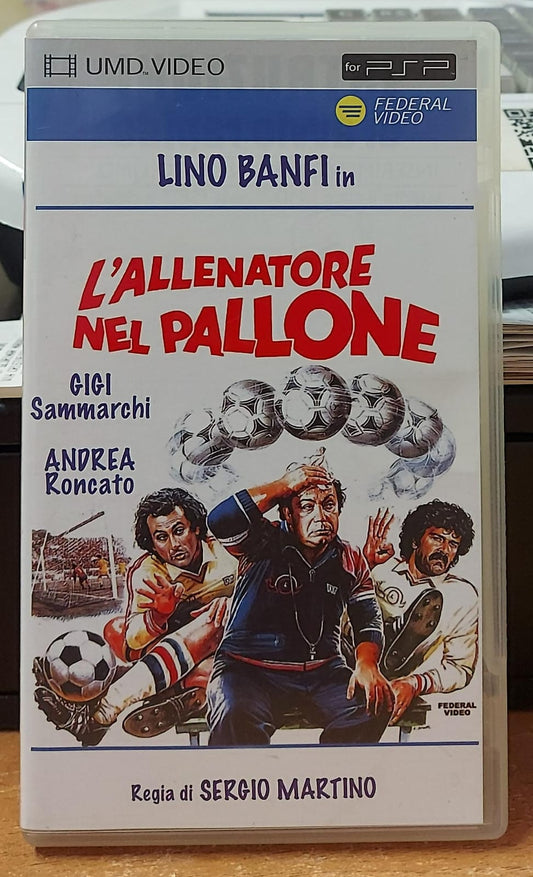 UMD™ VIDEO
for PSP
FEDERAL
VIDEO
LINO BANFI in
L'ALLENATORE
NEL PALLONE
GIGI
Sammarchi
ANDREA
Roncato
FEDERAL
VIDEO
Regia di SERGIO MARTINO